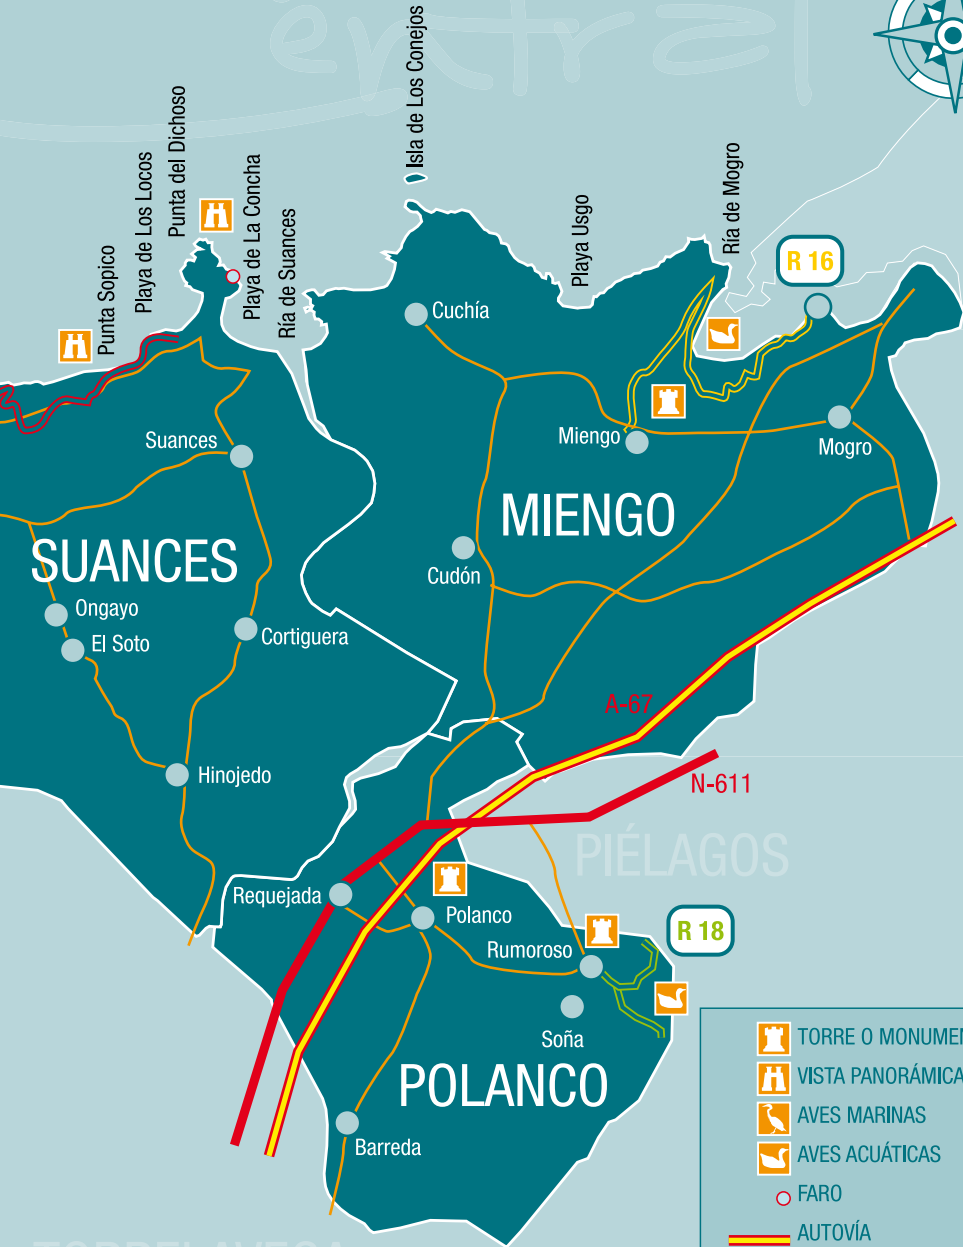 entral
Isla de Los Conejos
Punta del Dichoso
Playa de Los Locos
Punta Sopico
Playa de La Concha
Ría de Suances
Playa Usgo
Ría de Mogro
R 16
Cuchía
Suances
Miengo
Mogro
MIENGO
SUANCES
Cudón
Ongayo
El Soto
Cortiguera
A-67
Hinojedo
N-611
PIÉLAGOS
Requejada
Polanco
R 18
Rumoroso
Soña
POLANCO
Barreda
TORRE O MONUMEN
VISTA PANORÁMICA
AVES MARINAS
AVES ACUÁTICAS
FARO
AUTOVÍA
TORRELAVEGA